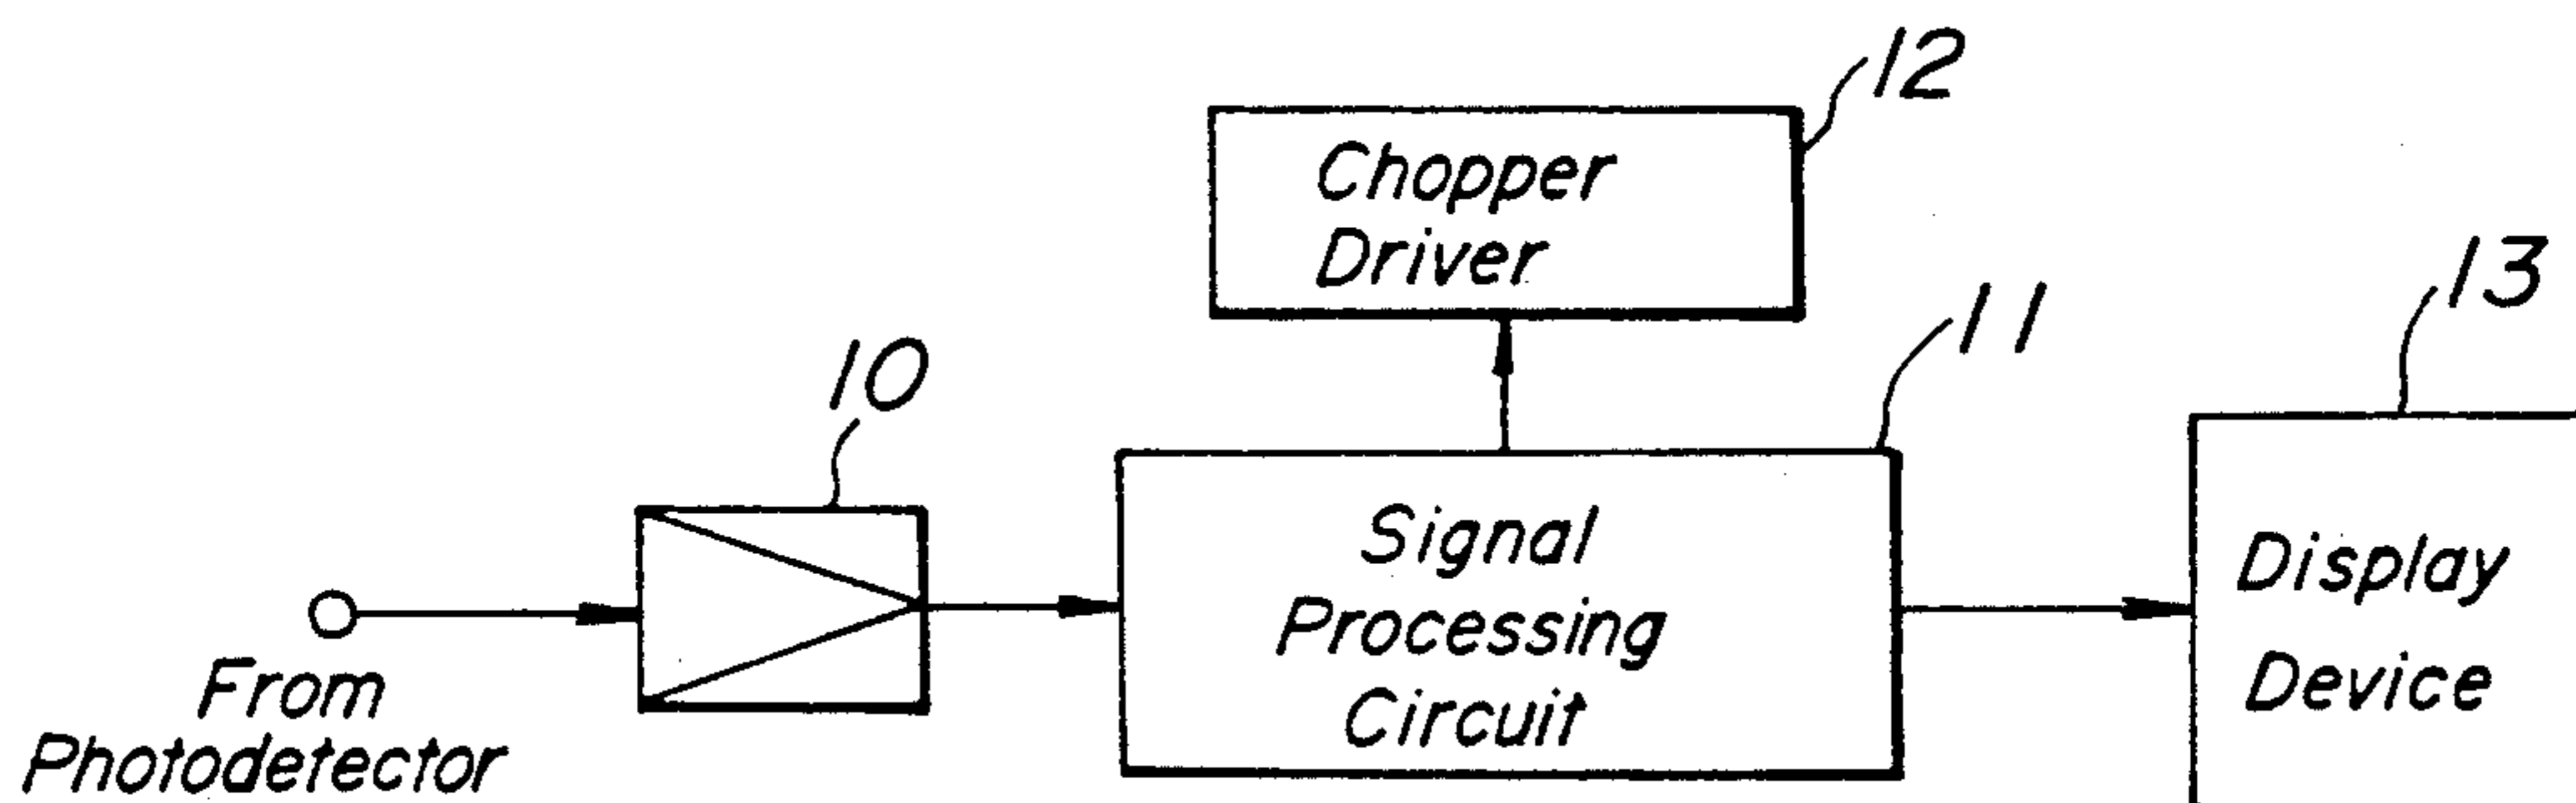 12
Chopper
Driver
13
11
10
Signal
Processing
Circuit
Display
Device
From
Photodetector